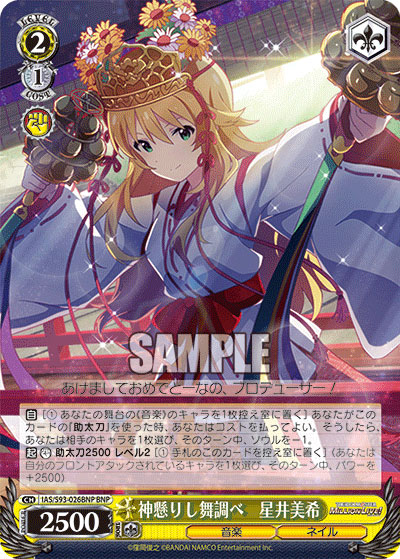 LEVEL
2
1
COST
SAMPLE
あけましておめでとーなの、プロデューサー!
自 [① あなたの舞台の《音楽》のキャラを1枚控え室に置く] あなたがこの
カードの『助太刀』を使った時、あなたはコストを払ってよい。そうしたら、
あなたは相手のキャラを1枚選び、そのターン中、ソウルを-1。
起 助太刀2500 レベル2 [① 手札のこのカードを控え室に置く] (あなたは
自分のフロントアタックされているキャラを1枚選び、そのターン中、パワーを
+2500)
CH IAS/S93-026BNP BNP
2500
神懸りし舞調べ 星井美希
音楽 ネイル
MILLION LIVE!
©窪岡俊之 ©BANDAI NAMCO Entertainment Inc.